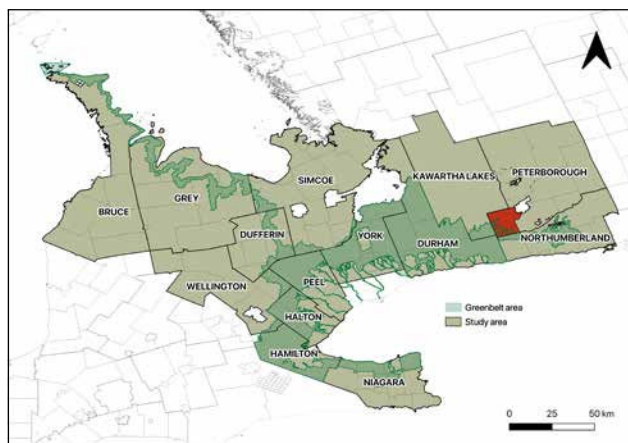 KAWARTHA LAKES
PETERBOROUGH
SIMCOE
GREY
BRUCE
DUFFERIN
YORK
DURHAM
NORTHUMBERLAND
WELLINGTON
PEEL
HALTON
HAMILTON
NIAGARA
Greenbelt area
Study area
0 25 50 km